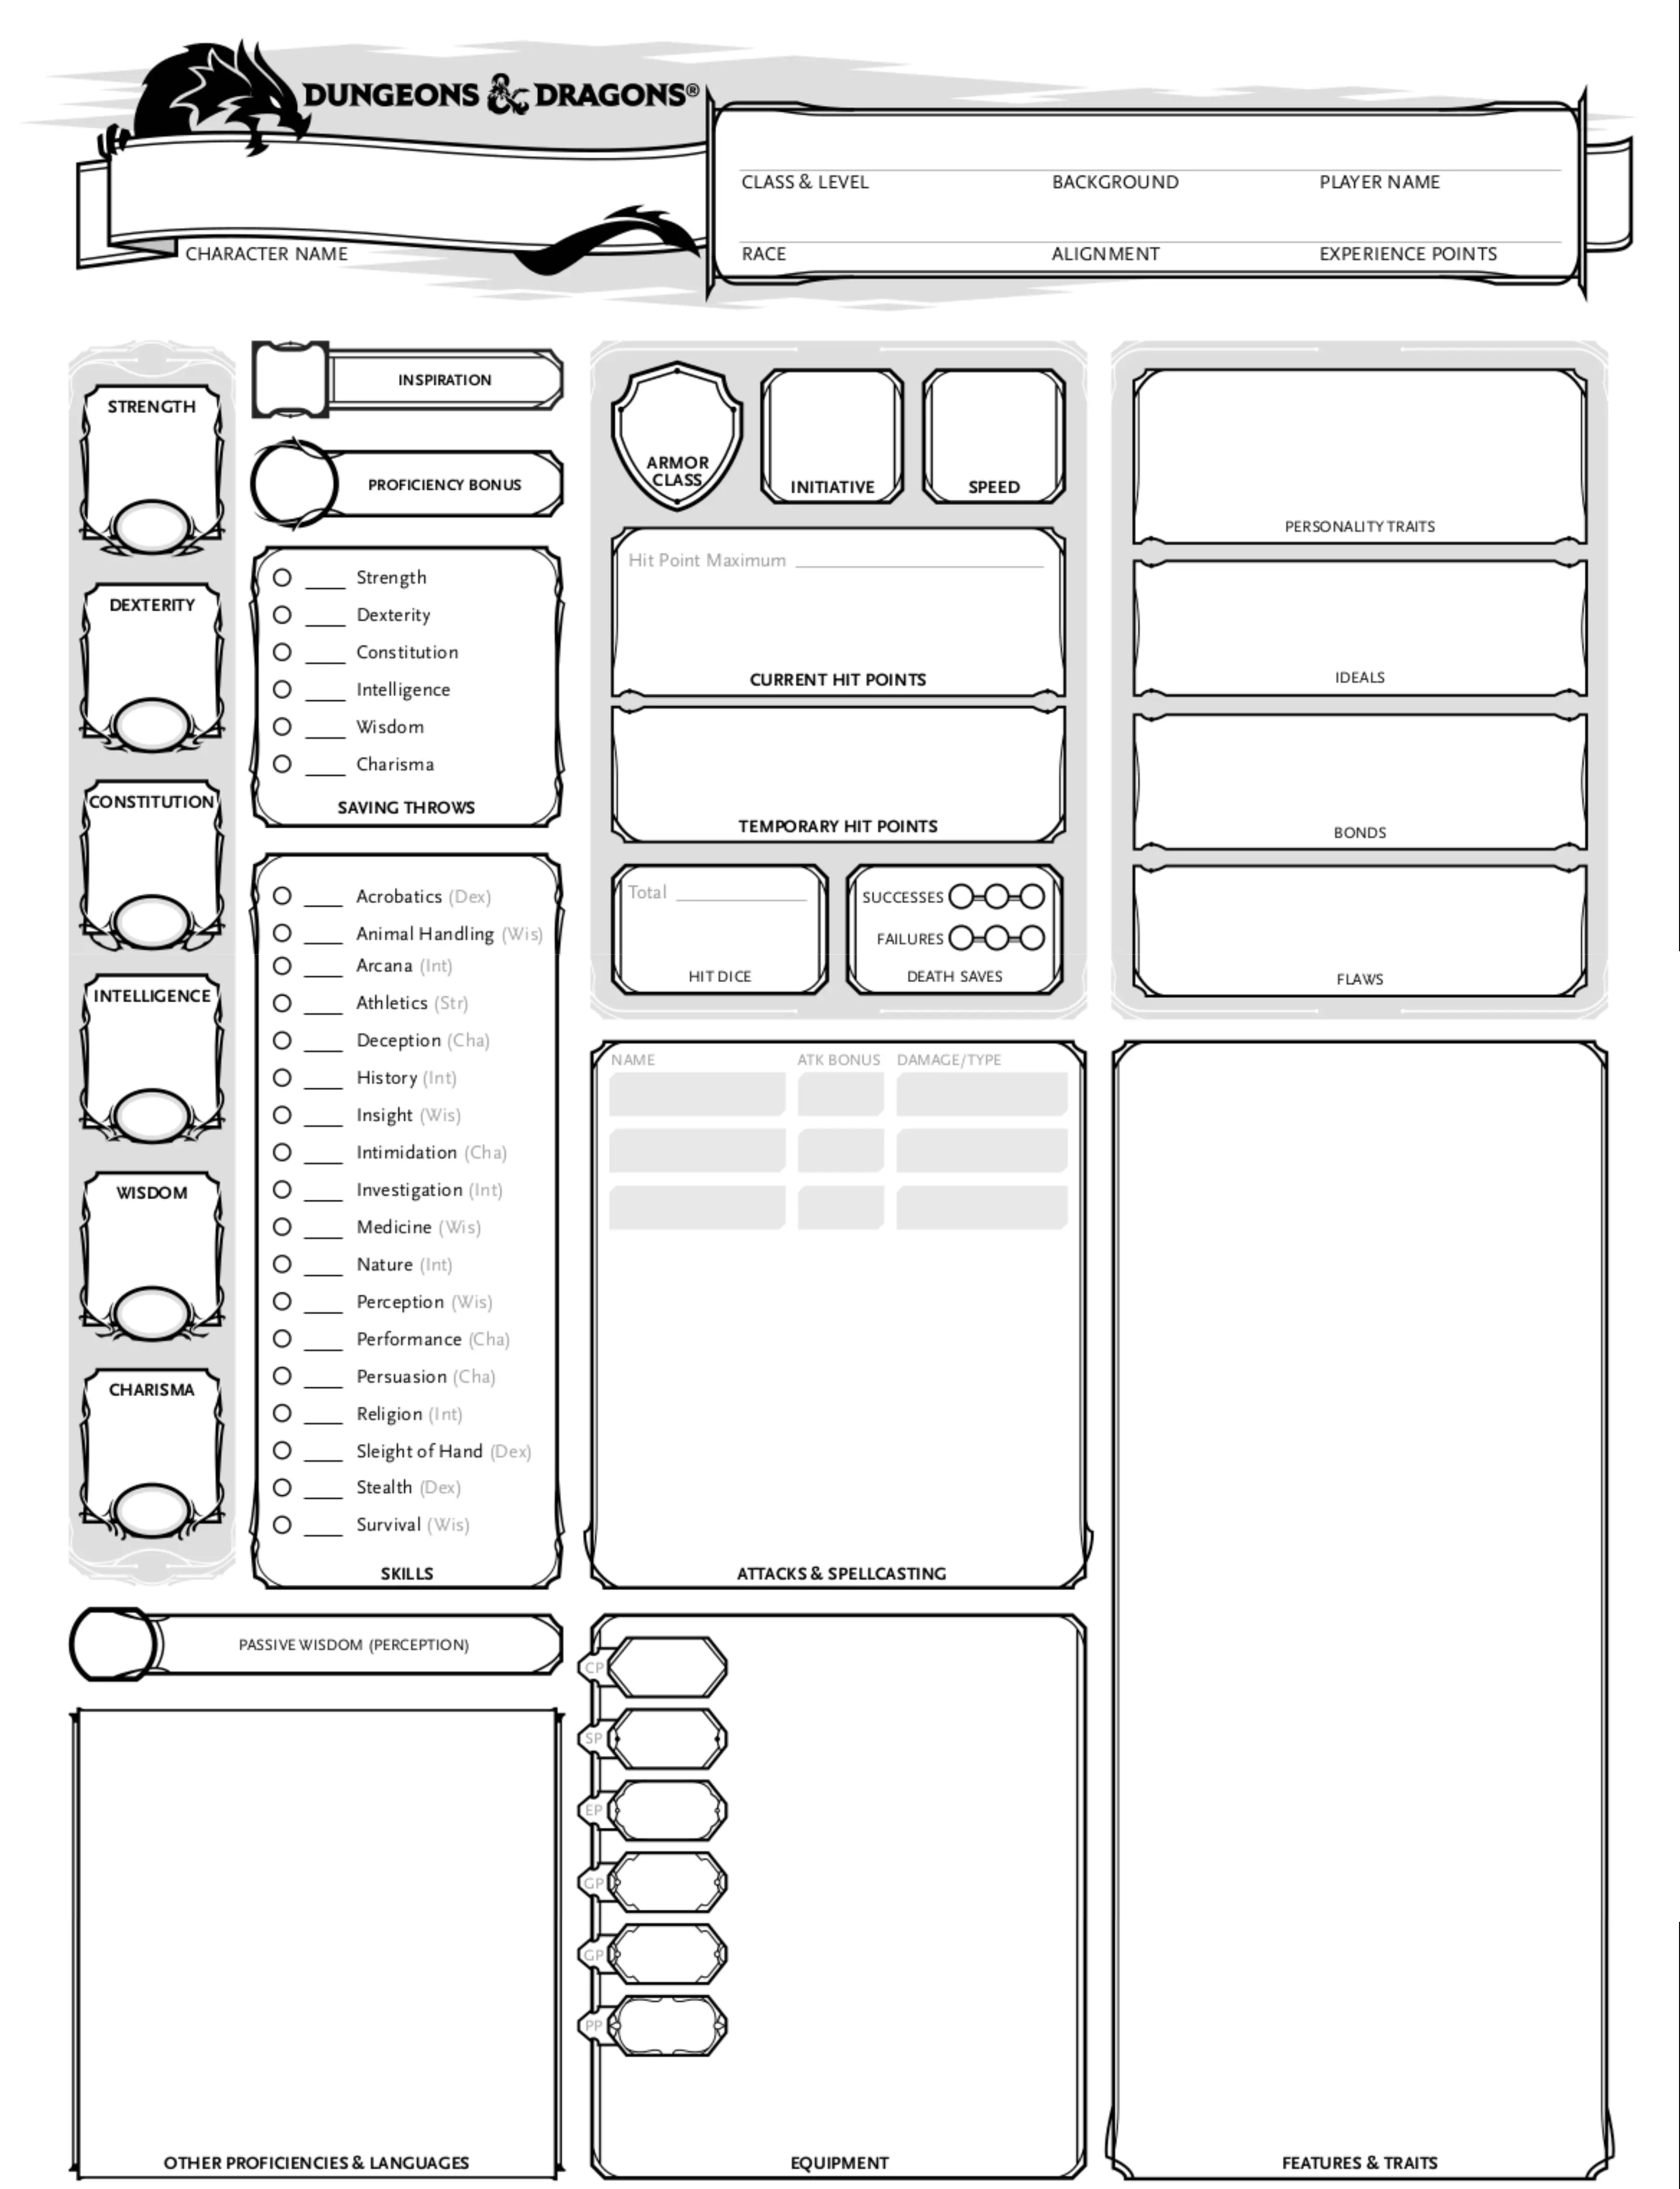 DUNGEONS & DRAGONS®
CHARACTER NAME
CLASS & LEVEL
BACKGROUND
PLAYER NAME
RACE
ALIGNMENT
EXPERIENCE POINTS
STRENGTH
DEXTERITY
CONSTITUTION
INTELLIGENCE
WISDOM
CHARISMA
INSPIRATION
PROFICIENCY BONUS
Strength
Dexterity
Constitution
Intelligence
Wisdom
Charisma
SAVING THROWS
Acrobatics (Dex)
Animal Handling (Wis)
Arcana (Int)
Athletics (Str)
Deception (Cha)
History (Int)
Insight (Wis)
Intimidation (Cha)
Investigation (Int)
Medicine (Wis)
Nature (Int)
Perception (Wis)
Performance (Cha)
Persuasion (Cha)
Religion (Int)
Sleight of Hand (Dex)
Stealth (Dex)
Survival (Wis)
SKILLS
PASSIVE WISDOM (PERCEPTION)
OTHER PROFICIENCIES & LANGUAGES
ARMOR
CLASS
INITIATIVE
SPEED
Hit Point Maximum
CURRENT HIT POINTS
TEMPORARY HIT POINTS
Total
HIT DICE
SUCCESSES
FAILURES
DEATH SAVES
NAME
ATK BONUS
DAMAGE/TYPE
ATTACKS & SPELLCASTING
CP
SP
EP
GP
GP
PP
EQUIPMENT
PERSONALITY TRAITS
IDEALS
BONDS
FLAWS
FEATURES & TRAITS